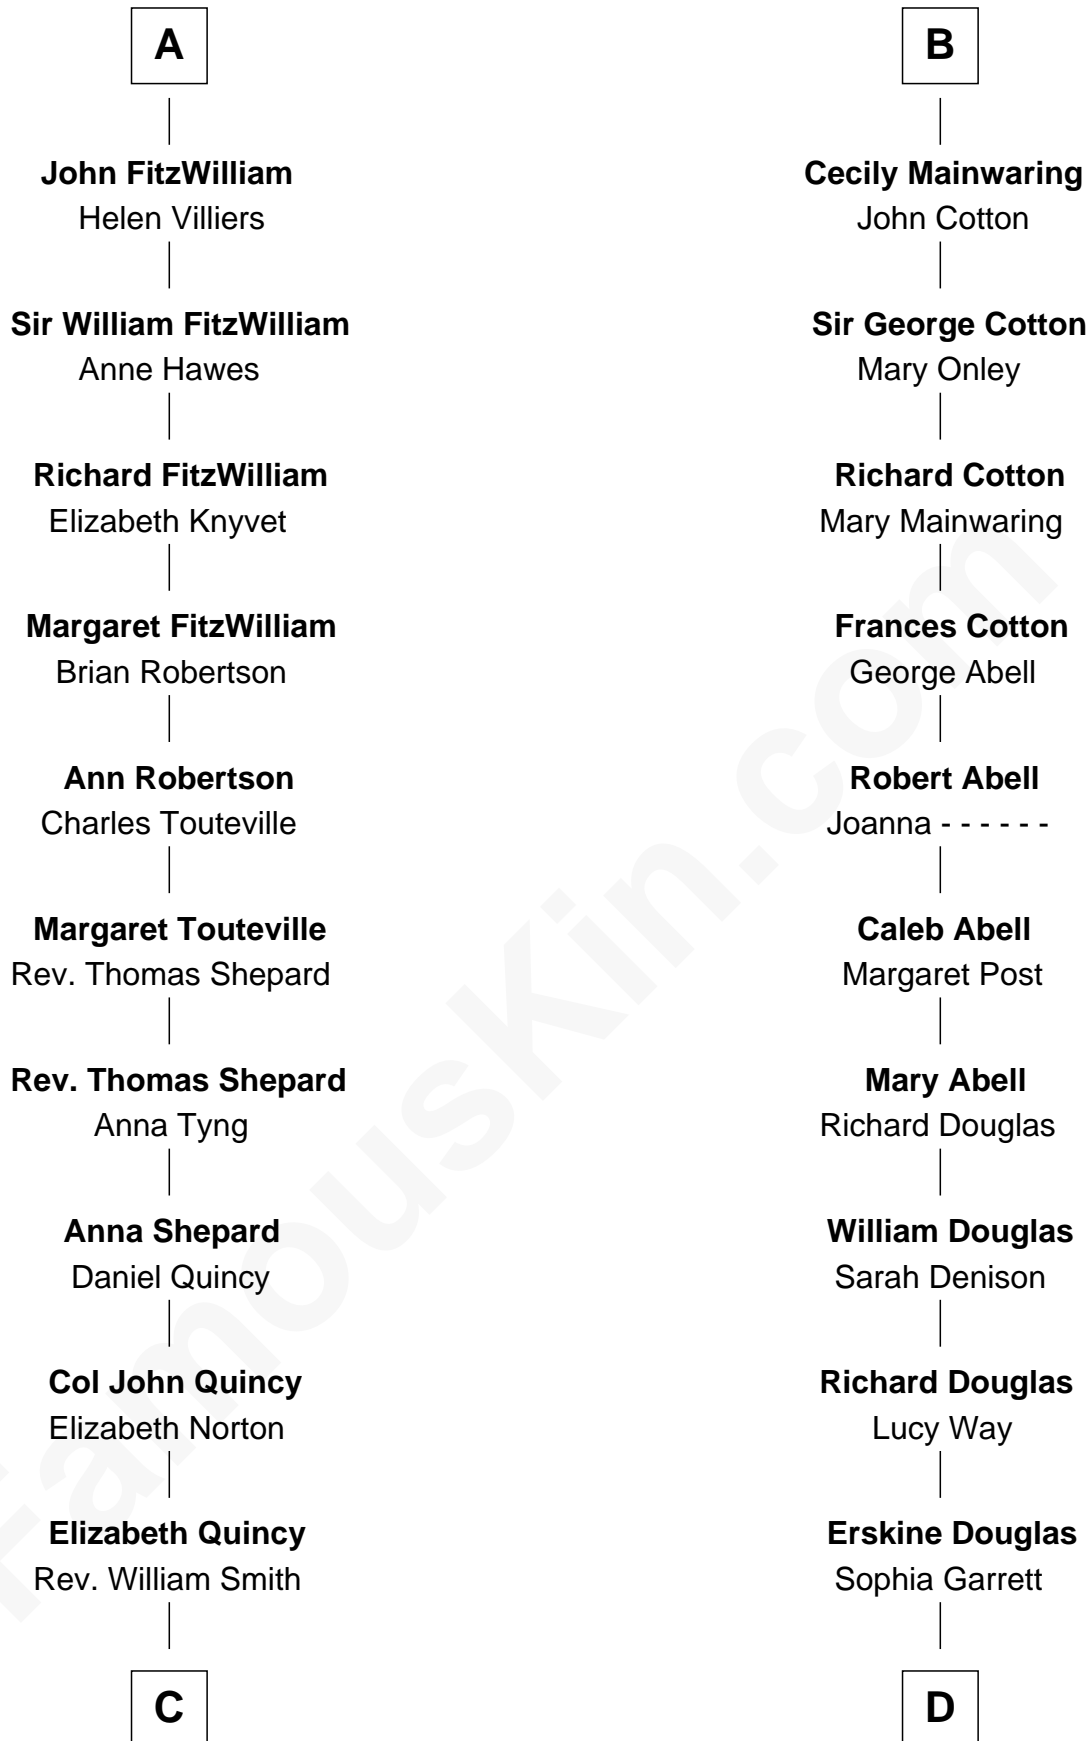 A
John FitzWilliam
Helen Villiers
Sir William FitzWilliam
Anne Hawes
Richard FitzWilliam
Elizabeth Knyvet
Margaret FitzWilliam
Brian Robertson
Ann Robertson
Charles Touteville
Margaret Touteville
Rev. Thomas Shepard
Rev. Thomas Shepard
Anna Tyng
Anna Shepard
Daniel Quincy
Col John Quincy
Elizabeth Norton
Elizabeth Quincy
Rev. William Smith
C
B
Cecily Mainwaring
John Cotton
Sir George Cotton
Mary Onley
Richard Cotton
Mary Mainwaring
Frances Cotton
George Abell
Robert Abell
Joanna - - - - - -
Caleb Abell
Margaret Post
Mary Abell
Richard Douglas
William Douglas
Sarah Denison
Richard Douglas
Lucy Way
Erskine Douglas
Sophia Garrett
D
FamousKin.com